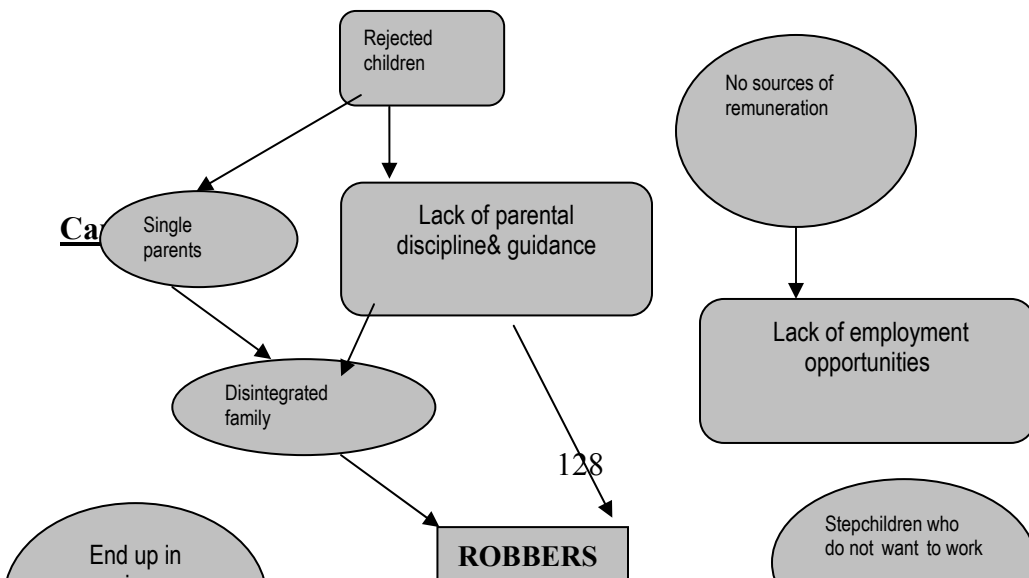 Rejected
children
No sources of
remuneration
Single
parents
Lack of parental
discipline& guidance
Lack of employment
opportunities
Disintegrated
family
128
Stepchildren who
do not want to work
End up in
ROBBERS